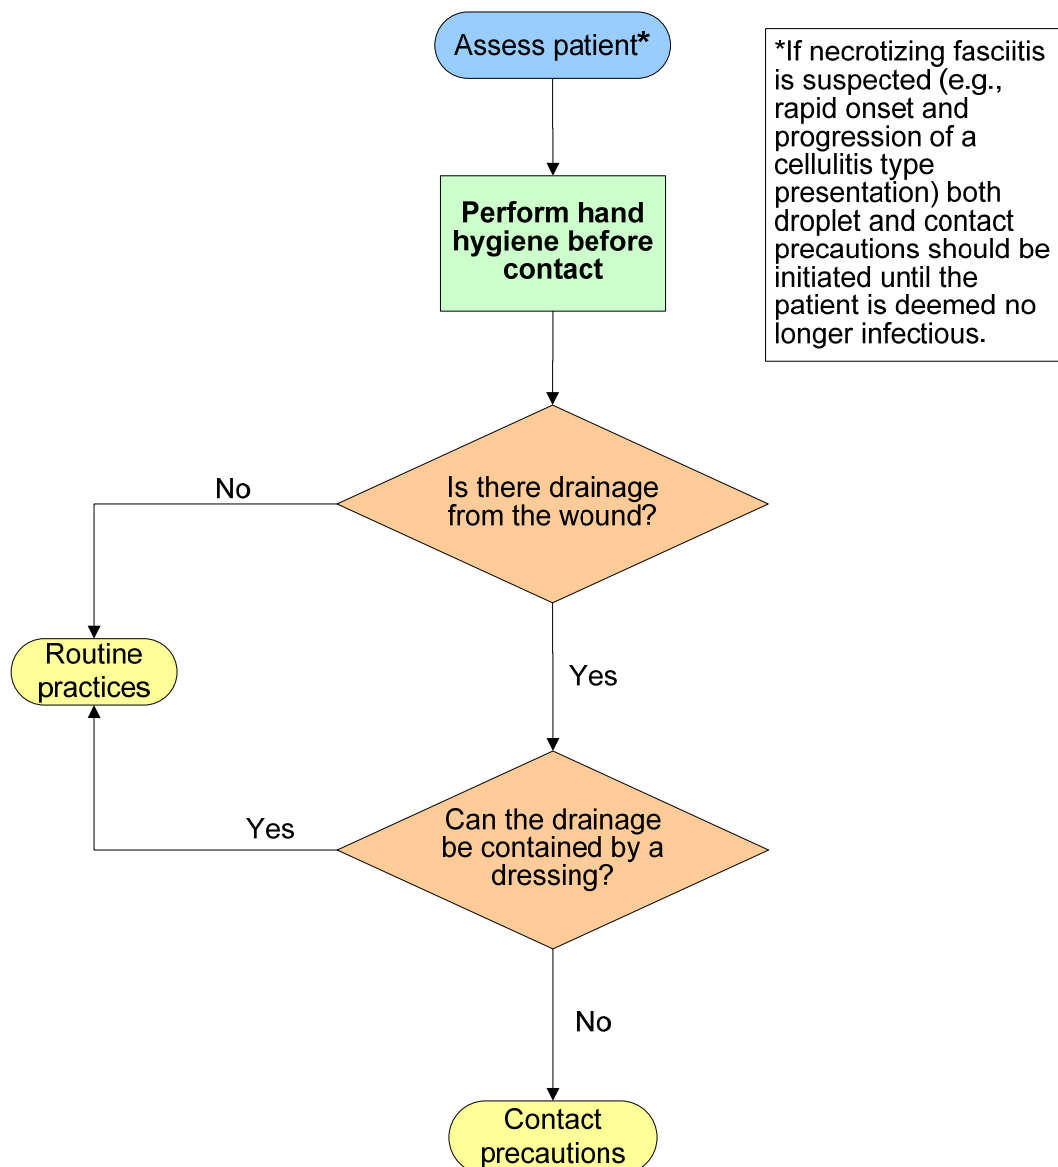 Assess patient*
*If necrotizing fasciitis
is suspected (e.g.,
rapid onset and
progression of a
cellulitis type
presentation) both
droplet and contact
precautions should be
initiated until the
patient is deemed no
longer infectious.
Perform hand
hygiene before
contact
Is there drainage
from the wound?
No
Routine
practices
Yes
Can the drainage
be contained by a
dressing?
Yes
No
Contact
precautions